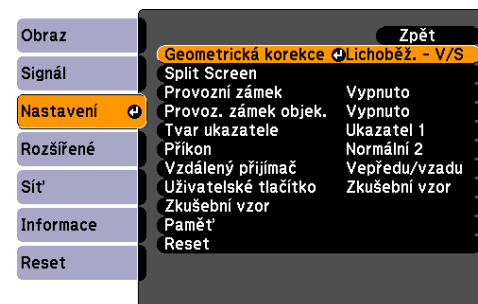 Obraz
Signál
Nastavení
Rozšířené
Síť
Informace
Reset
Zpět
Geometrická korekce Lichoběž. - V/S
Split Screen
Provozní zámek Vypnuto
Provoz. zámek objek. Vypnuto
Tvar ukazatele Ukazatel 1
Příkon Normální 2
Vzdálený přijímač Vepředu/vzadu
Uživatelské tlačítko Zkušební vzor
Zkušební vzor
Paměť
Reset